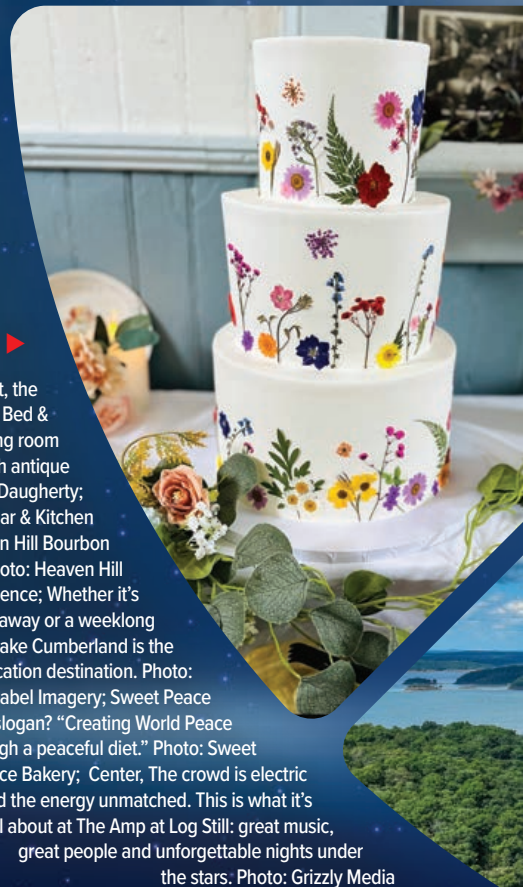 t, the
Bed &
ng room
h antique
Daugherty;
ar & Kitchen
n Hill Bourbon
oto: Heaven Hill
ence; Whether it's
away or a weeklong
ake Cumberland is the
cation destination. Photo:
abel Imagery; Sweet Peace
slogan? “Creating World Peace
gh a peaceful diet.” Photo: Sweet
ce Bakery; Center, The crowd is electric
d the energy unmatched. This is what it's
l about at The Amp at Log Still: great music,
great people and unforgettable nights under
the stars. Photo: Grizzly Media